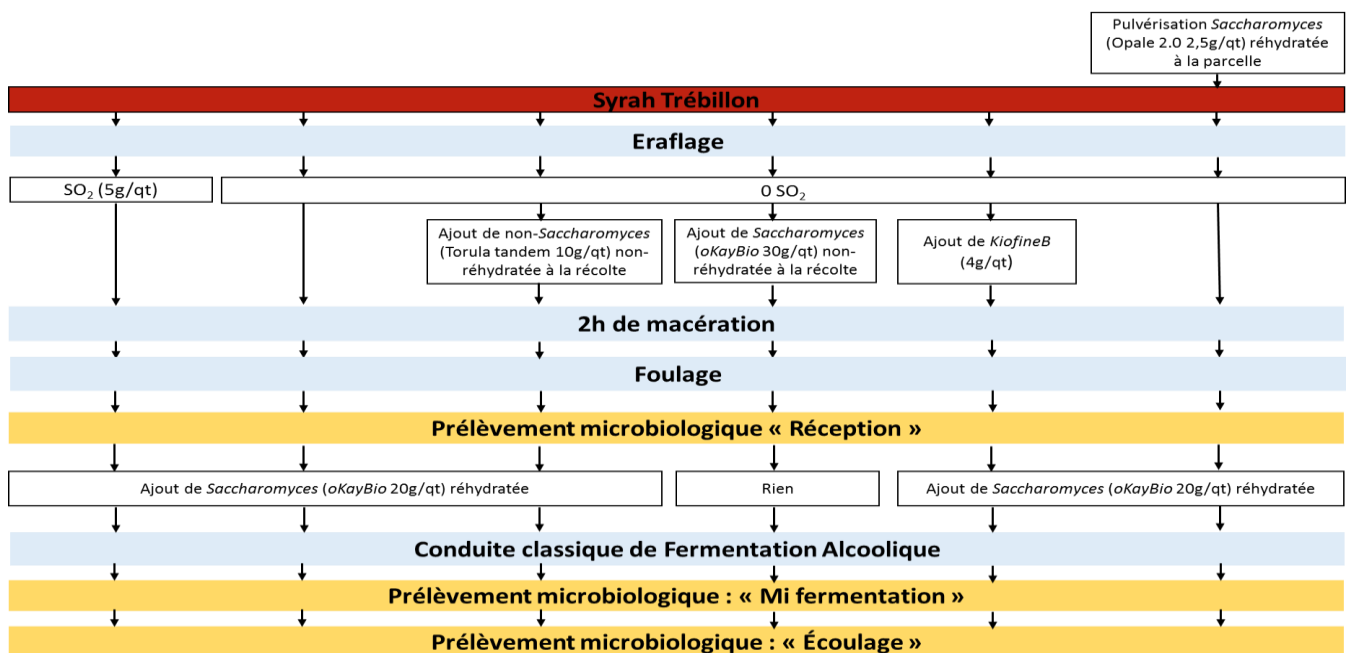 Pulvérisation Saccharomyces
(Opale 2.0 2,5g/qt) réhydratée
à la parcelle
Syrah Trébillon
Eraflage
SO₂ (5g/qt)
0 SO₂
Ajout de non-Saccharomyces
(Torula tandem 10g/qt) non-
réhydratée à la récolte
Ajout de Saccharomyces
(oKayBio 30g/qt) non-
réhydratée à la récolte
Ajout de KiofineB
(4g/qt)
2h de macération
Foulage
Prélèvement microbiologique « Réception »
Ajout de Saccharomyces (oKayBio 20g/qt) réhydratée
Rien
Ajout de Saccharomyces (oKayBio 20g/qt) réhydratée
Conduite classique de Fermentation Alcoolique
Prélèvement microbiologique : « Mi fermentation »
Prélèvement microbiologique : « Écoulage »